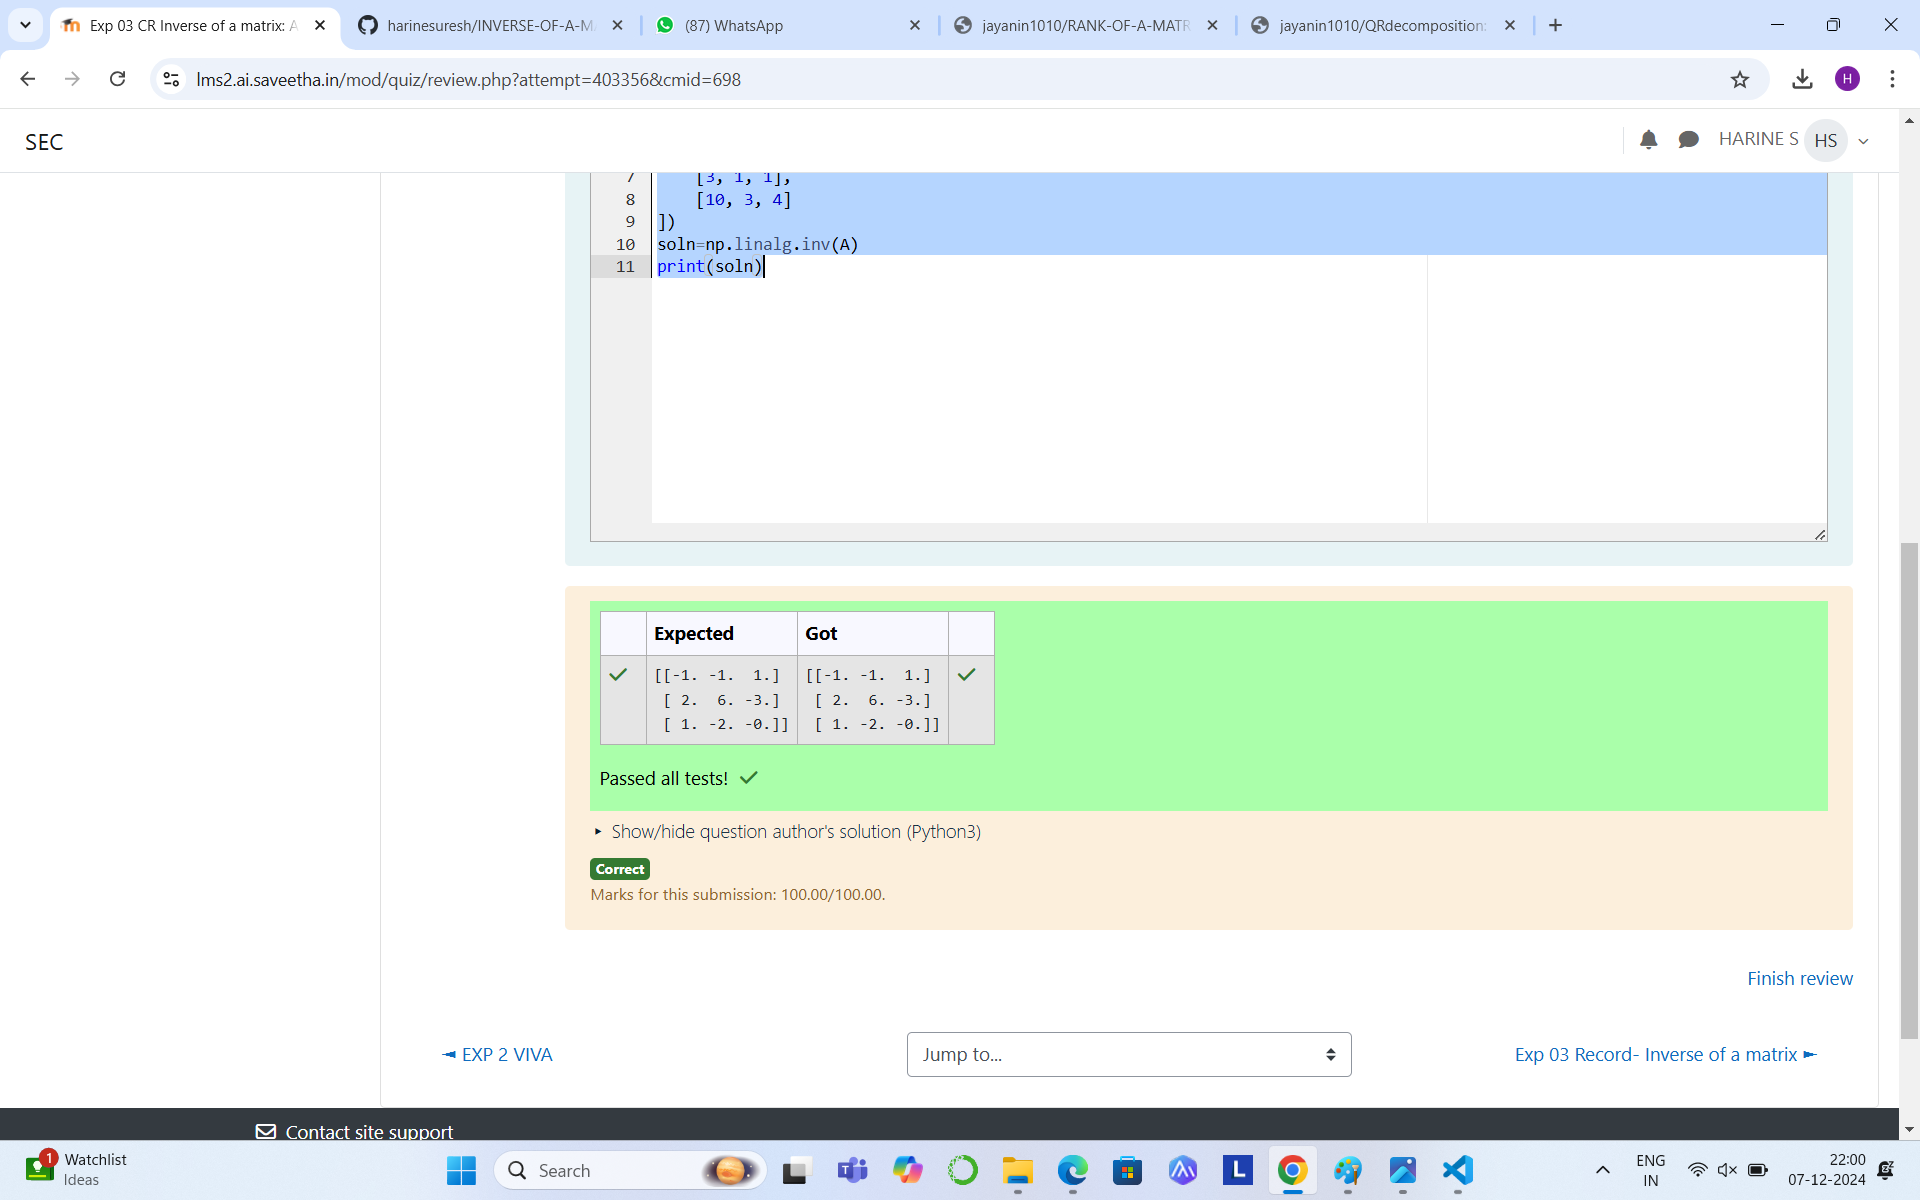 Exp 03 CR Inverse of a matrix: A
harinesuresh/INVERSE-OF-A-M
(87) WhatsApp
jayanin1010/RANK-OF-A-MATR
jayanin1010/QRdecomposition:
lms2.ai.saveetha.in/mod/quiz/review.php?attempt=403356&cmid=698
H
SEC
HARINE S HS
7 [3, 1, 1],
8 [10, 3, 4]
9 ])
10 soln=np.linalg.inv(A)
11 print(soln)
Expected Got
[[-1. -1. 1.] [[-1. -1. 1.]
[ 2. 6. -3.] [ 2. 6. -3.]
[ 1. -2. -0.]] [ 1. -2. -0.]]
Passed all tests!
Show/hide question author's solution (Python3)
Correct
Marks for this submission: 100.00/100.00.
Finish review
◄ EXP 2 VIVA
Jump to...
Exp 03 Record- Inverse of a matrix ►
Contact site support
1
Watchlist
Ideas
Search
L
ENG
IN
22:00
07-12-2024